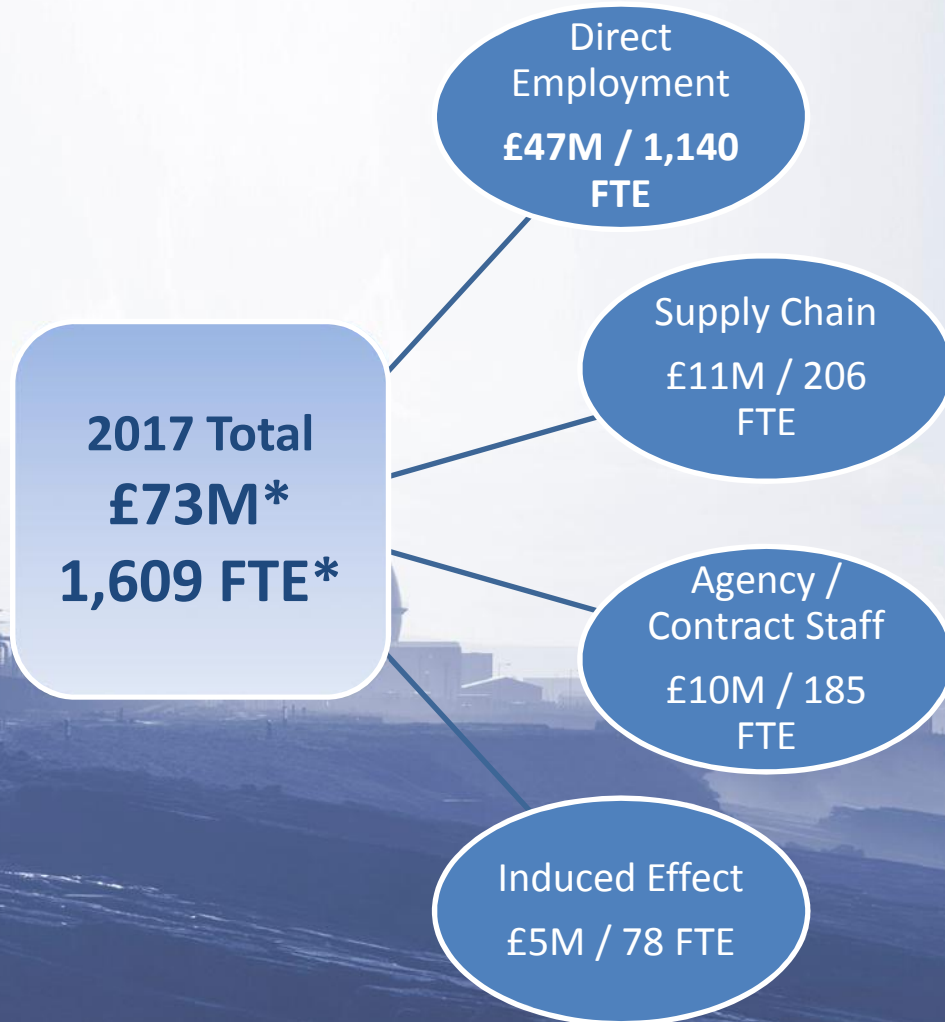 Direct
Employment
£47M / 1,140
FTE
Supply Chain
£11M / 206
FTE
2017 Total
£73M*
1,609 FTE*
Agency /
Contract Staff
£10M / 185
FTE
Induced Effect
£5M / 78 FTE